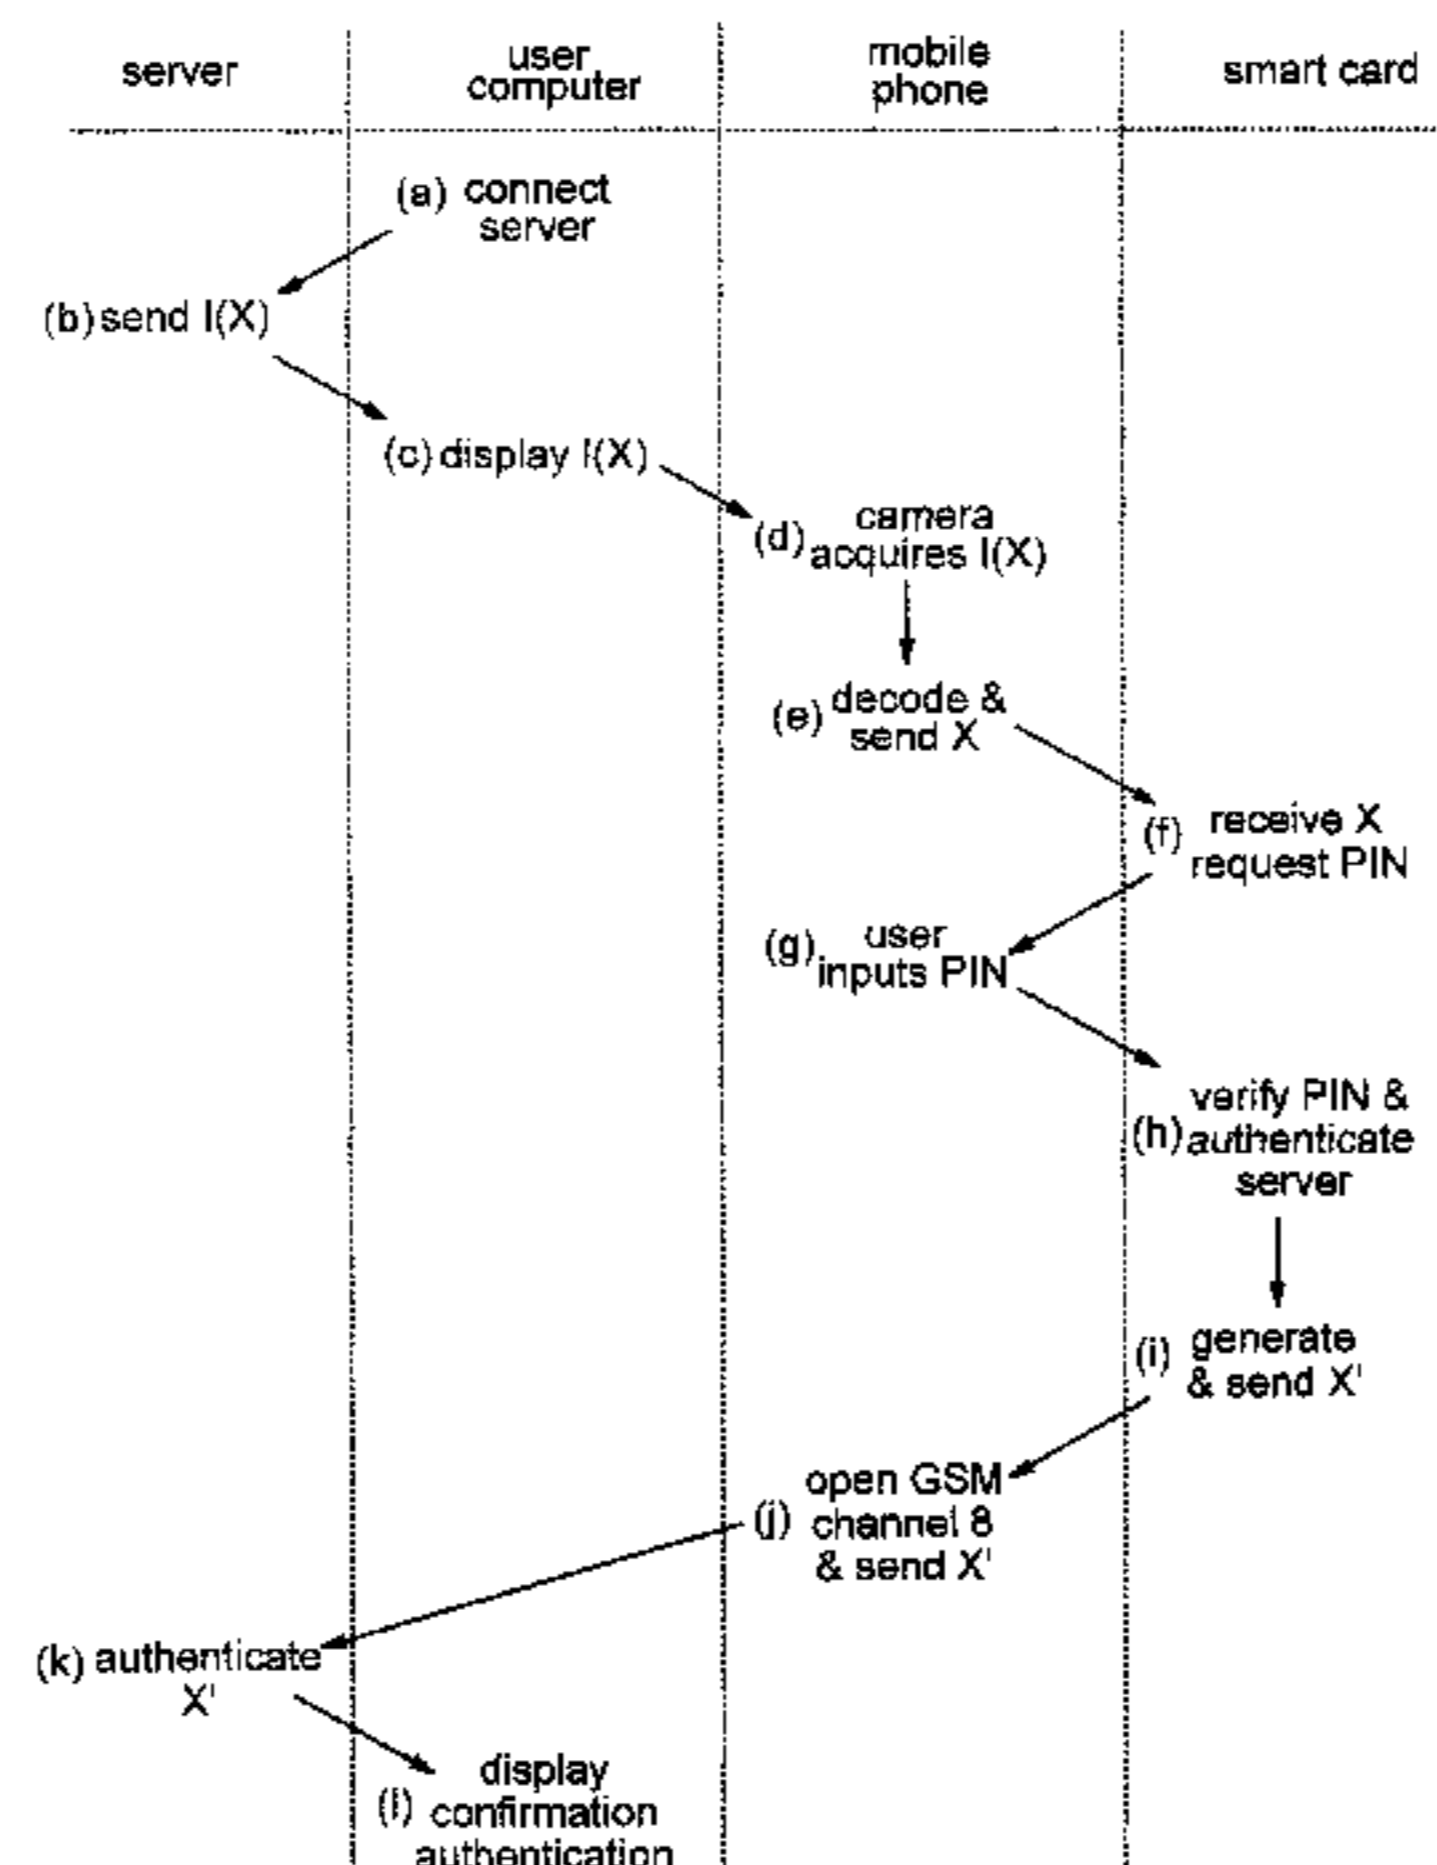 server
user
computer
mobile
phone
smart card
(a) connect
server
(b) send I(X)
(c) display I(X)
(d) camera
acquires I(X)
(e) decode &
send X
(f) receive X
request PIN
(g) user
inputs PIN
verify PIN &
(h) authenticate
server
(i) generate
& send X'
open GSM
(j) channel 8
& send X'
(k) authenticate
X'
display
(l) confirmation
authentication